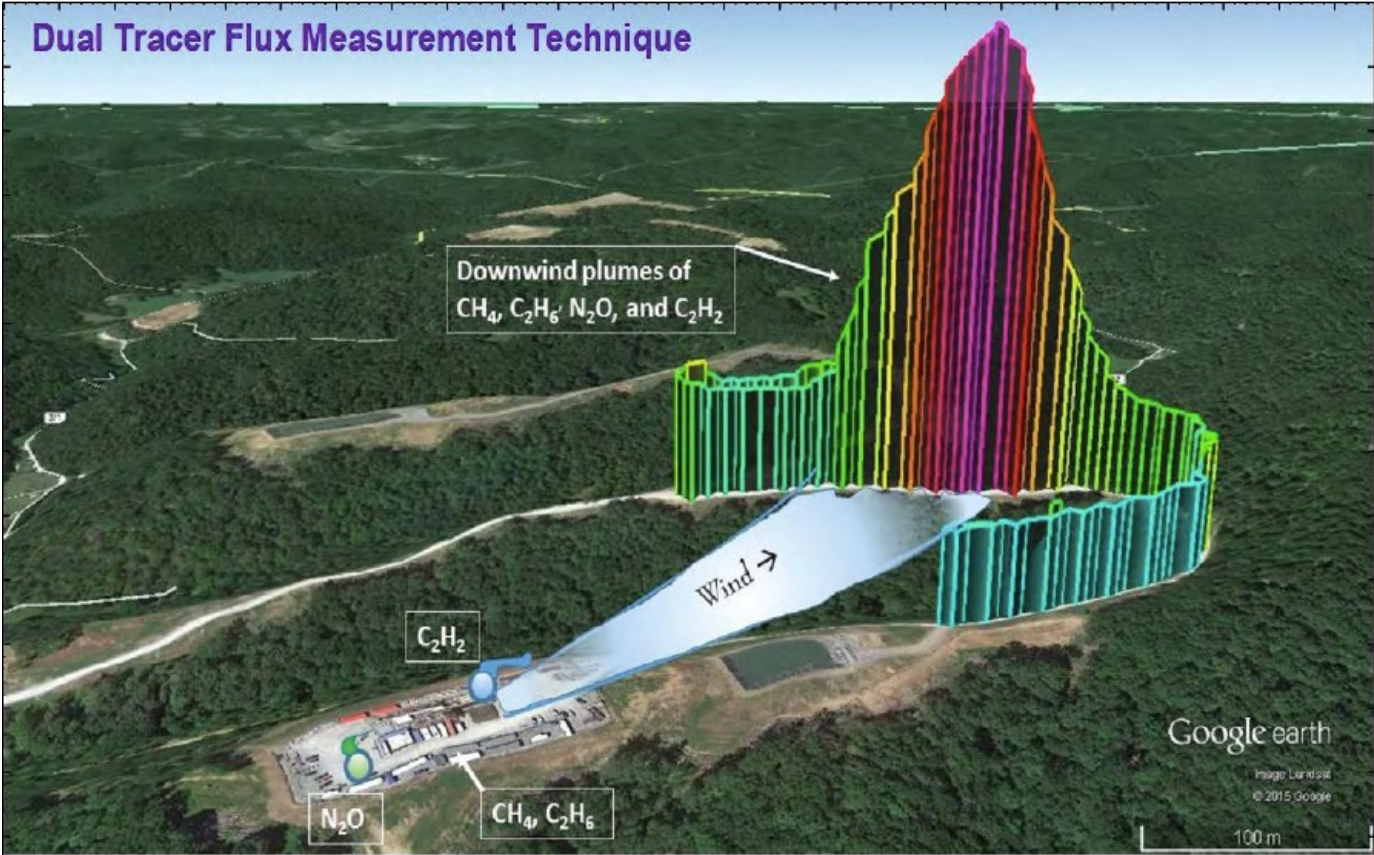 Dual Tracer Flux Measurement Technique
Downwind plumes of
CH₄, C₂H₆, N₂O, and C₂H₂
Wind →
C₂H₂
N₂O
CH₄, C₂H₆
Google earth
Image Landsat
© 2015 Google
100 m